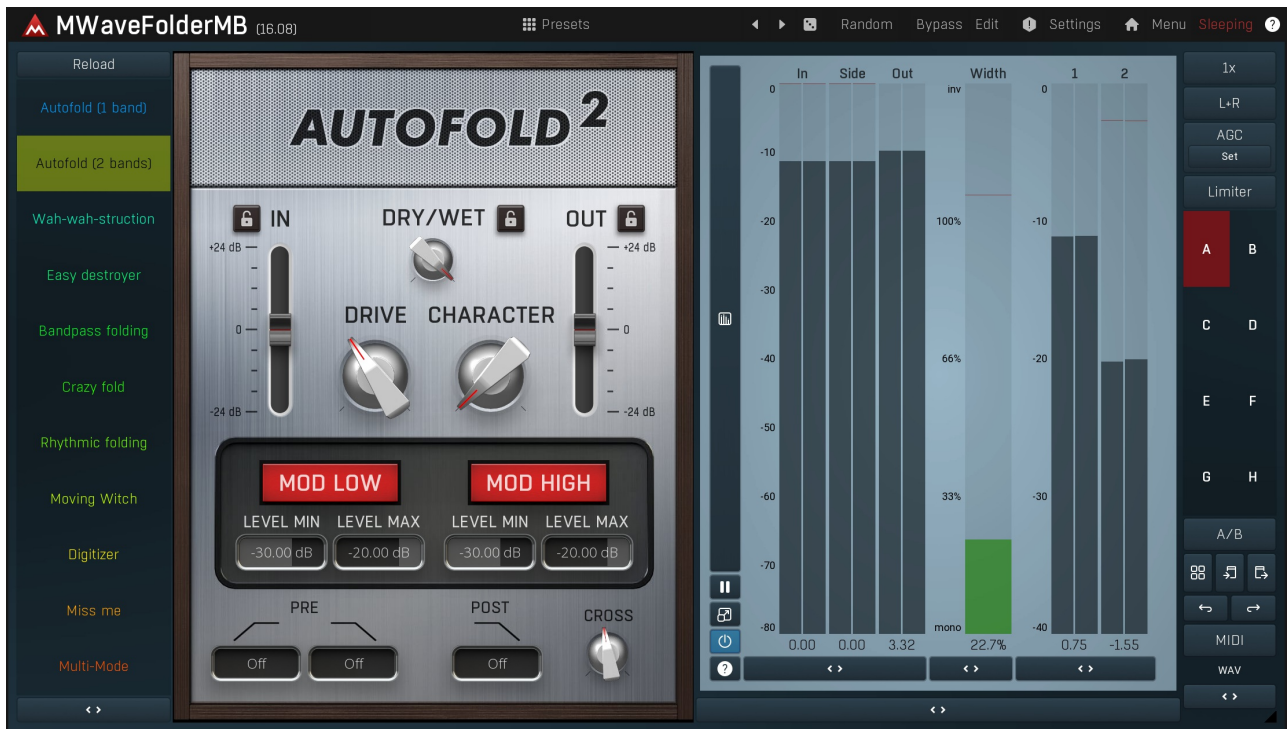 MWaveFolderMB (16.08)
Presets
Random
Bypass
Edit
Settings
Menu
Sleeping
?
Reload
Autofold (1 band)
Autofold (2 bands)
Wah-wah-struction
Easy destroyer
Bandpass folding
Crazy fold
Rhythmic folding
Moving Witch
Digitizer
Miss me
Multi-Mode
AUTOFOLD 2
IN
DRY/WET
OUT
+24 dB
0
-24 dB
+24 dB
0
-24 dB
DRIVE
CHARACTER
MOD LOW
MOD HIGH
LEVEL MIN
LEVEL MAX
LEVEL MIN
LEVEL MAX
-30.00 dB
-20.00 dB
-30.00 dB
-20.00 dB
PRE
POST
CROSS
Off
Off
Off
?
In
Side
Out
Width
1
2
0
-10
-20
-30
-40
-50
-60
-70
-80
inv
100%
66%
33%
mono
0
-10
-20
-30
-40
0.00
0.00
3.32
22.7%
0.75
-1.55
1x
L+R
AGC
Set
Limiter
A
B
C
D
E
F
G
H
A/B
MIDI
WAV